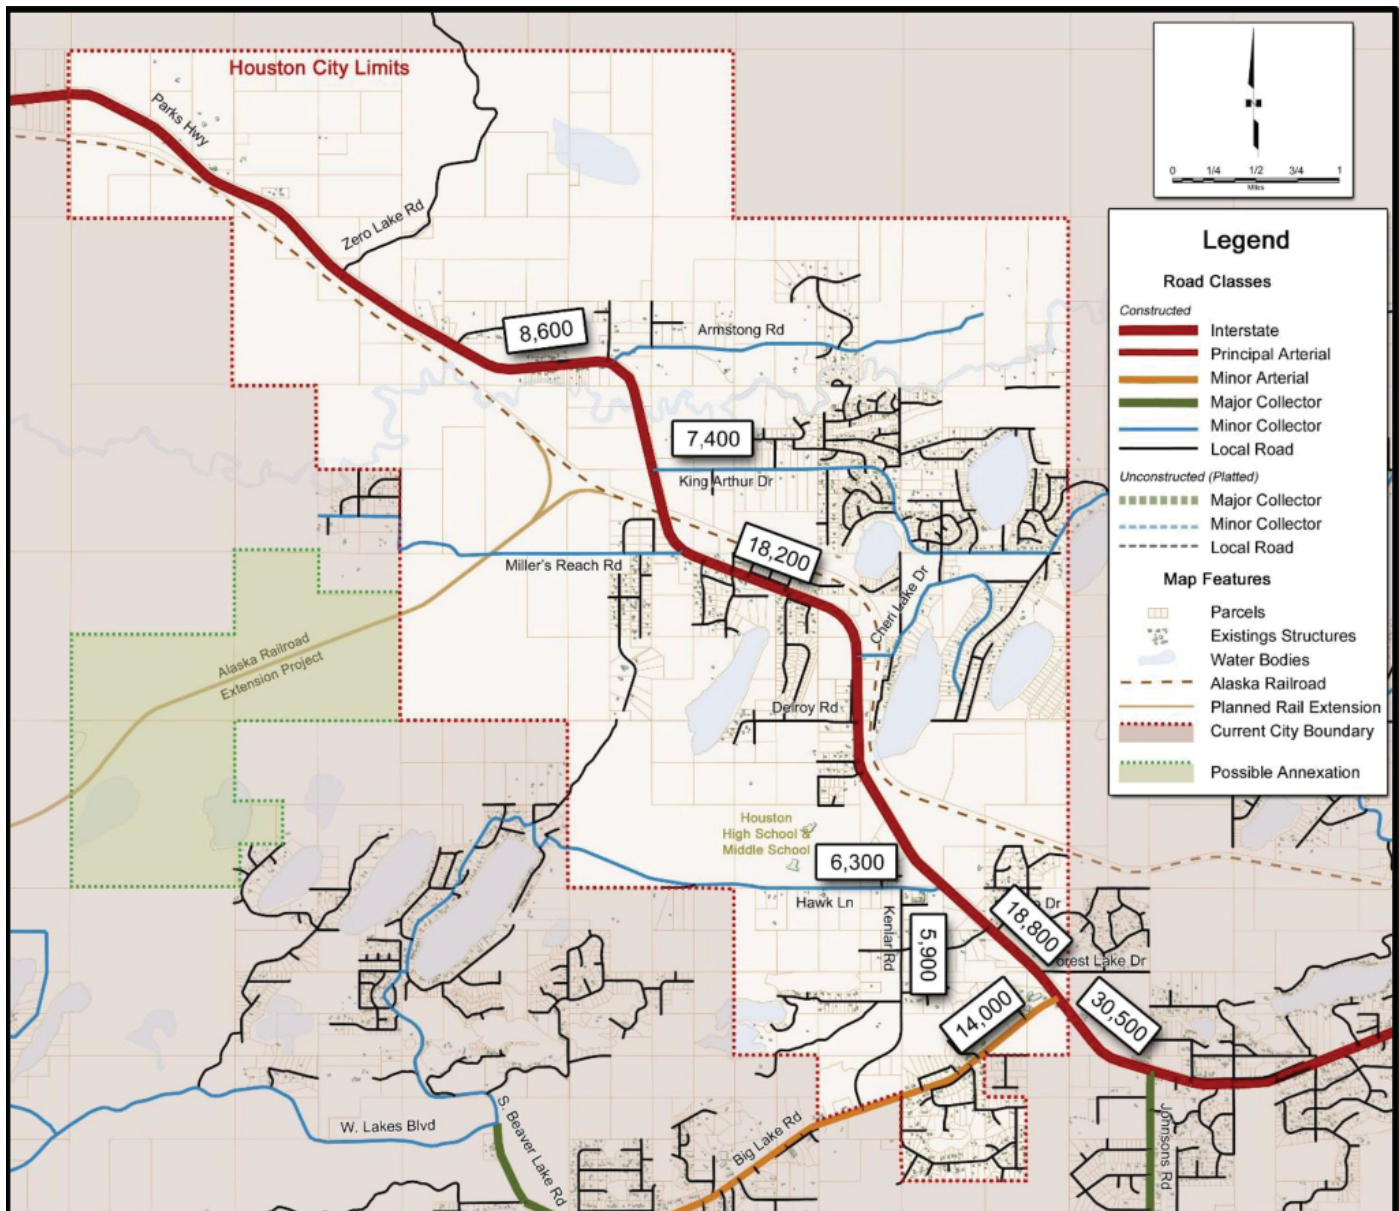 Houston City Limits
Parks Hwy
Zero Lake Rd
0 1/4 1/2 3/4 1
Miles
Legend
Road Classes
Constructed
Interstate
Principal Arterial
Minor Arterial
Major Collector
Minor Collector
Local Road
Unconstructed (Platted)
Major Collector
Minor Collector
Local Road
Map Features
Parcels
Existings Structures
Water Bodies
Alaska Railroad
Planned Rail Extension
Current City Boundary
Possible Annexation
8,600
Armstong Rd
7,400
King Arthur Dr
18,200
Miller's Reach Rd
Cheri Lake Dr
Alaska Railroad
Extension Project
Delroy Rd
Houston
High School &
Middle School
6,300
Hawk Ln
Kenlar Rd
5,900
18,800
Dr
orest Lake Dr
14,000
30,500
W. Lakes Blvd
S. Beaver Lake Rd
Big Lake Rd
Johnsons Rd